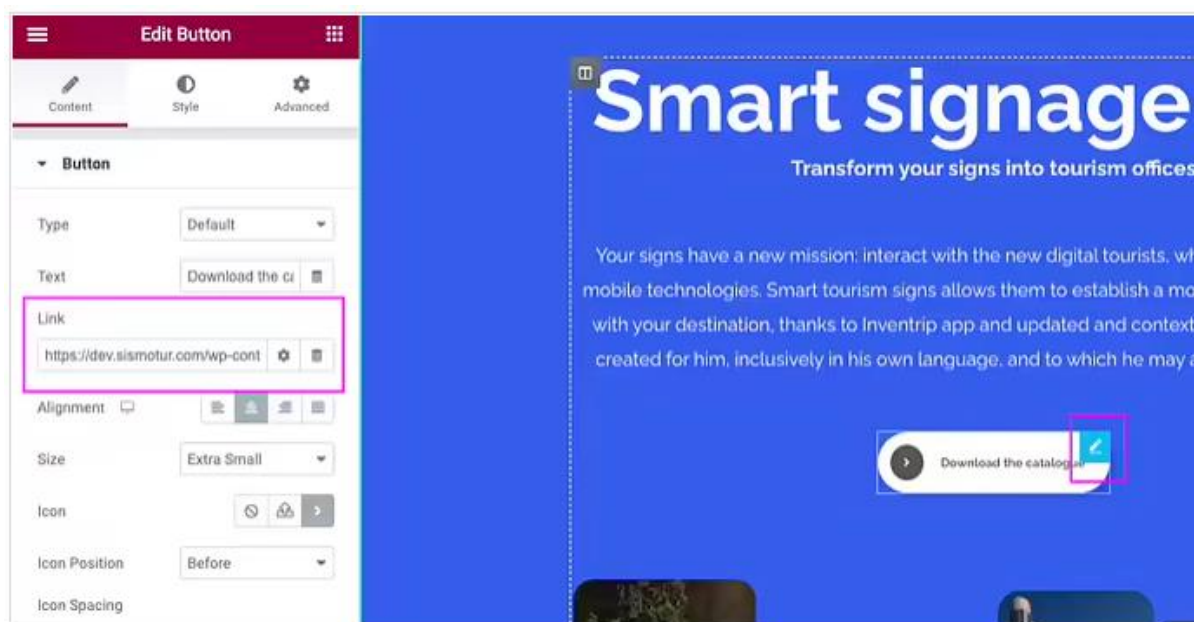 Edit Button
Content Style Advanced
Button
Type Default
Text Download the ca
Link
https://dev.sismotur.com/wp-cont
Alignment
Size Extra Small
Icon
Icon Position Before
Icon Spacing
Smart signage
Transform your signs into tourism offices
Your signs have a new mission: interact with the new digital tourists, wh
mobile technologies. Smart tourism signs allows them to establish a mo
with your destination, thanks to Inventrip app and updated and context
created for him, inclusively in his own language, and to which he may a
Download the catalogue